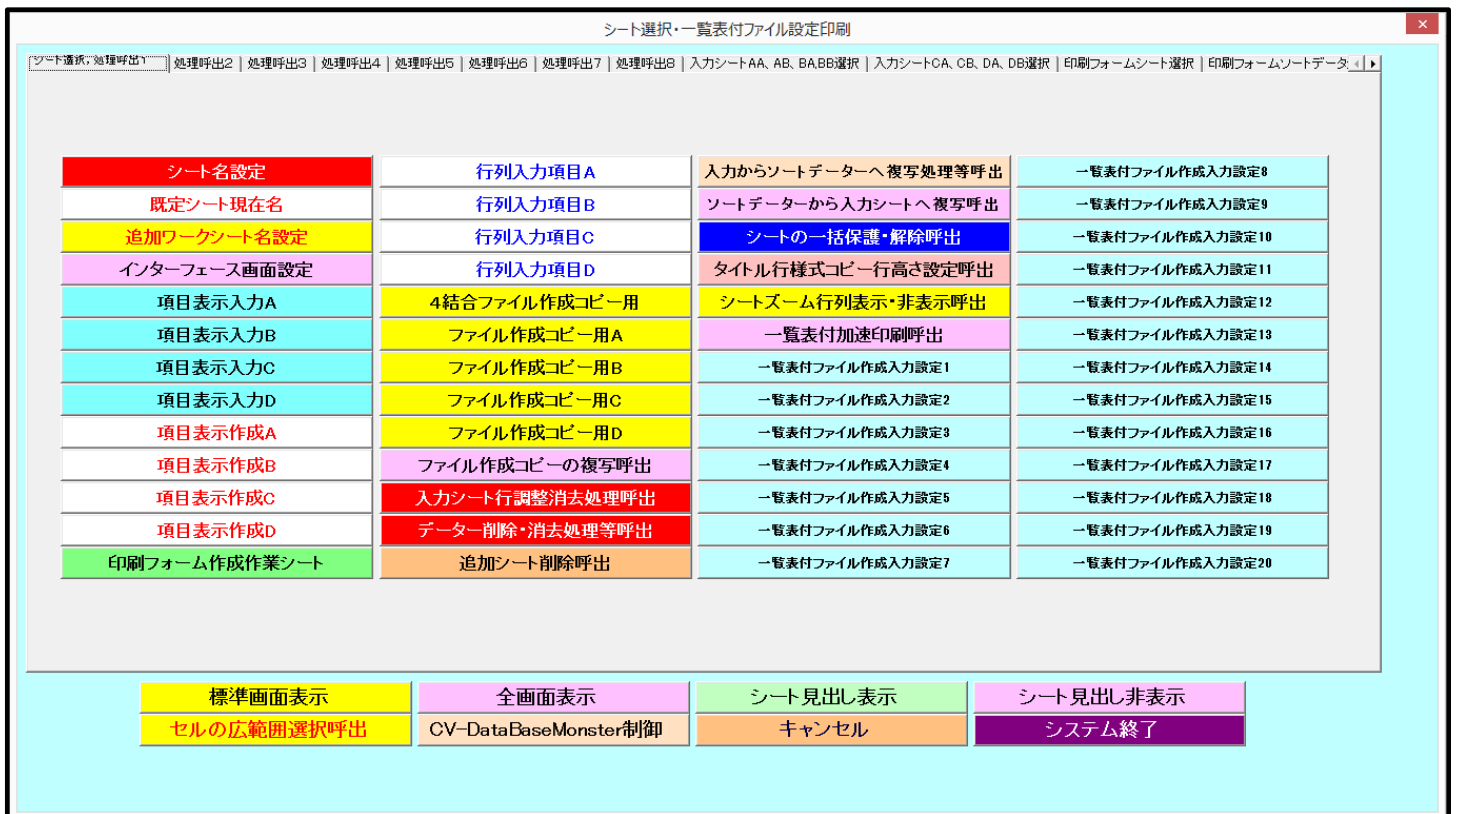 シート選択・一覧表付ファイル設定印刷
シート選択, 処理呼出1 処理呼出2 処理呼出3 処理呼出4 処理呼出5 処理呼出6 処理呼出7 処理呼出8 入力シートAA、AB、BA,BB選択 入力シートCA、CB、DA、DB選択 印刷フォームシート選択 印刷フォームソートデータ
シート名設定
既定シート現在名
追加ワークシート名設定
インターフェース画面設定
項目表示入力A
項目表示入力B
項目表示入力C
項目表示入力D
項目表示作成A
項目表示作成B
項目表示作成C
項目表示作成D
印刷フォーム作成作業シート
行列入力項目A
行列入力項目B
行列入力項目C
行列入力項目D
4結合ファイル作成コピー用
ファイル作成コピー用A
ファイル作成コピー用B
ファイル作成コピー用C
ファイル作成コピー用D
ファイル作成コピーの複写呼出
入力シート行調整消去処理呼出
データー削除・消去処理等呼出
追加シート削除呼出
入力からソートデーターへ複写処理等呼出
ソートデーターから入力シートへ複写呼出
シートの一括保護・解除呼出
タイトル行様式コピー行高さ設定呼出
シートズーム行列表示・非表示呼出
一覧表付加速印刷呼出
一覧表付ファイル作成入力設定1
一覧表付ファイル作成入力設定2
一覧表付ファイル作成入力設定3
一覧表付ファイル作成入力設定4
一覧表付ファイル作成入力設定5
一覧表付ファイル作成入力設定6
一覧表付ファイル作成入力設定7
一覧表付ファイル作成入力設定8
一覧表付ファイル作成入力設定9
一覧表付ファイル作成入力設定10
一覧表付ファイル作成入力設定11
一覧表付ファイル作成入力設定12
一覧表付ファイル作成入力設定13
一覧表付ファイル作成入力設定14
一覧表付ファイル作成入力設定15
一覧表付ファイル作成入力設定16
一覧表付ファイル作成入力設定17
一覧表付ファイル作成入力設定18
一覧表付ファイル作成入力設定19
一覧表付ファイル作成入力設定20
標準画面表示 全画面表示 シート見出し表示 シート見出し非表示
セルの広範囲選択呼出 CV-DataBaseMonster制御 キャンセル システム終了